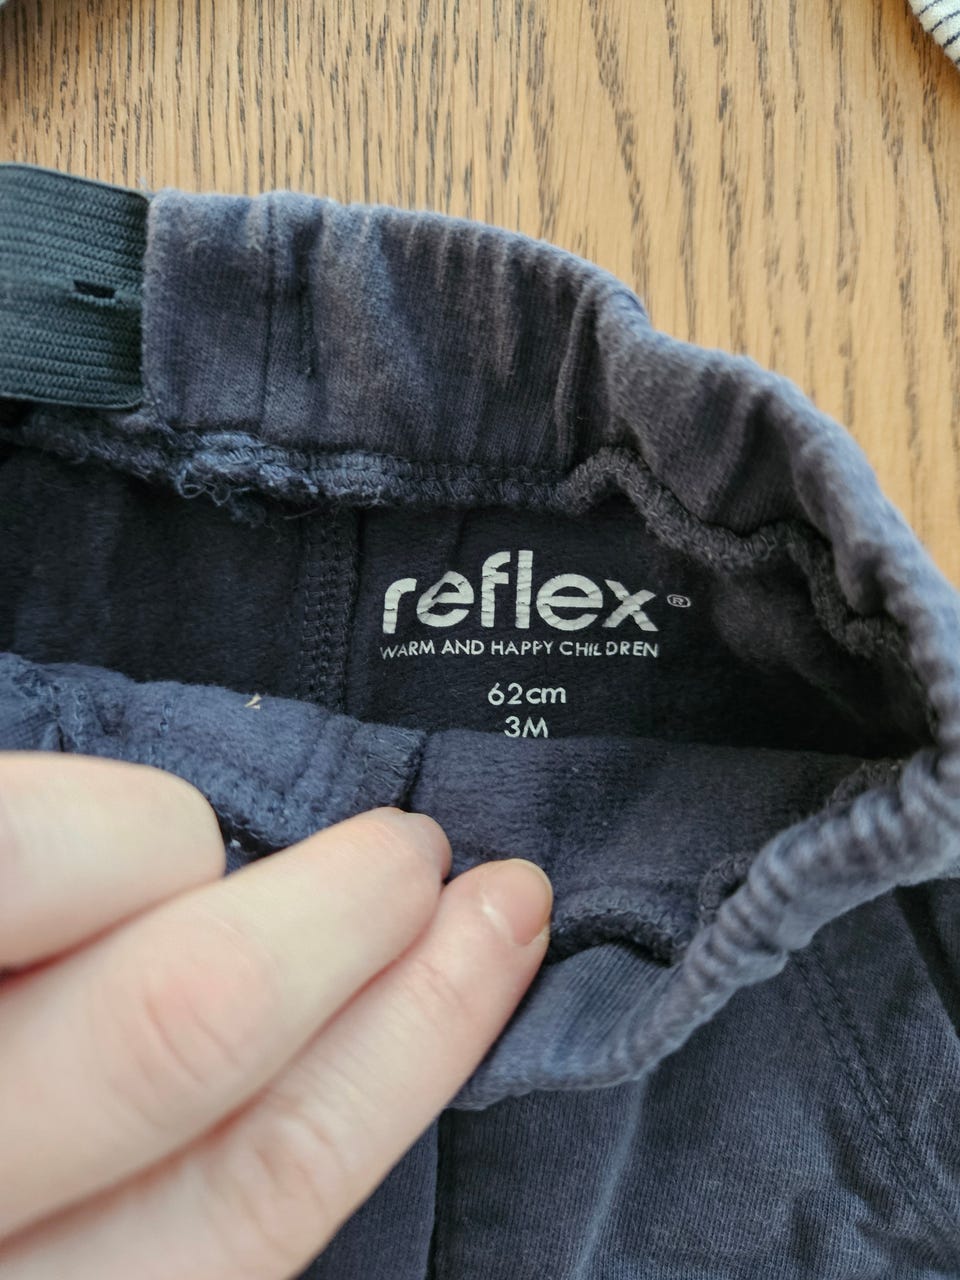 reflex®
WARM AND HAPPY CHILDREN
62cm
3M